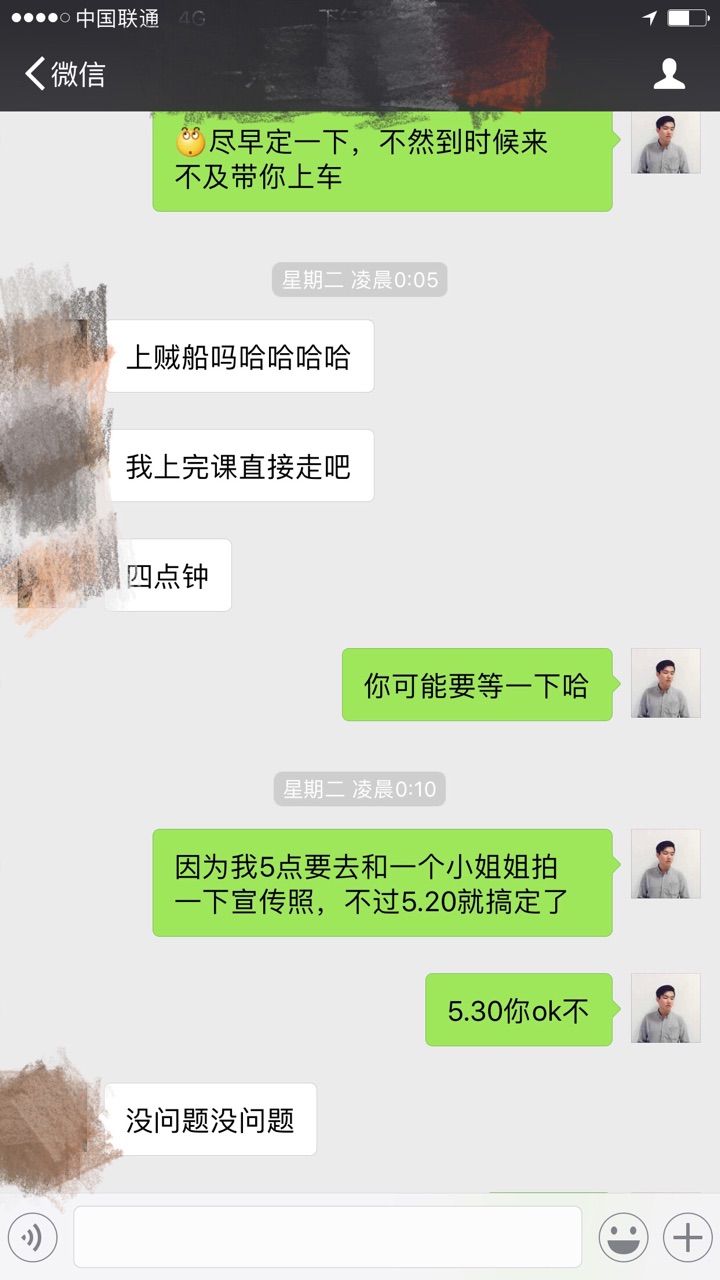 中国联通 4G
微信
尽早定一下，不然到时候来
不及带你上车
星期二 凌晨0:05
上贼船吗哈哈哈哈
我上完课直接走吧
四点钟
你可能要等一下哈
星期二 凌晨0:10
因为我5点要去和一个小姐姐拍
一下宣传照，不过5.20就搞定了
5.30你ok不
没问题没问题